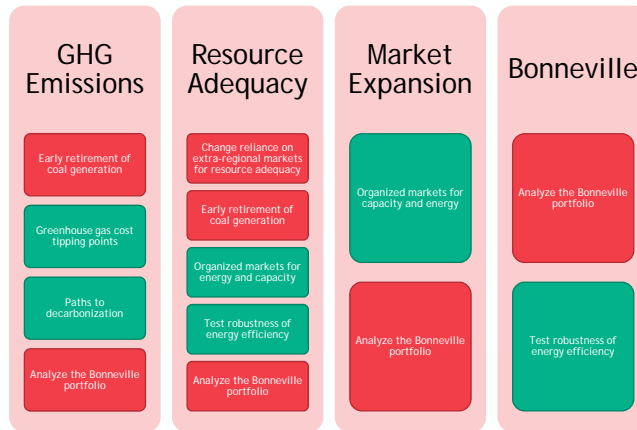 GHG
Emissions
Early retirement of
coal generation
Greenhouse gas cost
tipping points
Paths to
decarbonization
Analyze the Bonneville
portfolio
Resource
Adequacy
Change reliance on
extra-regional markets
for resource adequacy
Early retirement of
coal generation
Organized markets for
energy and capacity
Test robustness of
energy efficiency
Analyze the Bonneville
portfolio
Market
Expansion
Organized markets for
capacity and energy
Analyze the Bonneville
portfolio
Bonneville
Analyze the Bonneville
portfolio
Test robustness of
energy efficiency